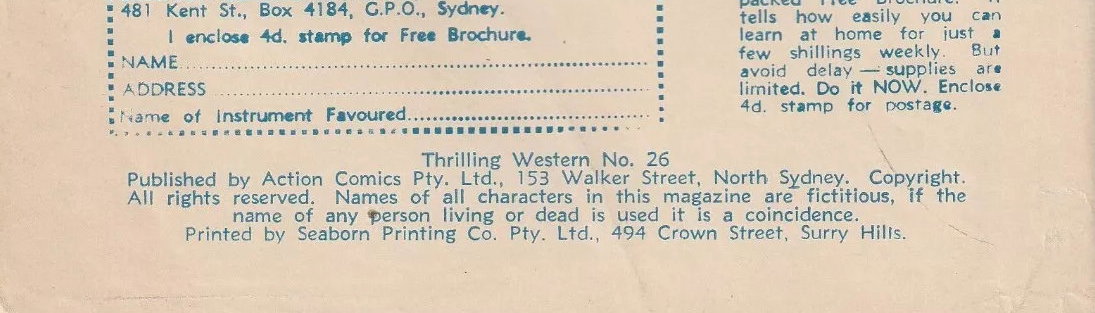 481 Kent St., Box 4184, G.P.O., Sydney.
I enclose 4d. stamp for Free Brochure.
NAME
ADDRESS
Name of Instrument Favoured
packed Free Brochure. It
tells how easily you can
learn at home for just a
few shillings weekly. But
avoid delay — supplies are
limited. Do it NOW. Enclose
4d. stamp for postage.
Thrilling Western No. 26
Published by Action Comics Pty. Ltd., 153 Walker Street, North Sydney. Copyright.
All rights reserved. Names of all characters in this magazine are fictitious, if the
name of any person living or dead is used it is a coincidence.
Printed by Seaborn Printing Co. Pty. Ltd., 494 Crown Street, Surry Hills.